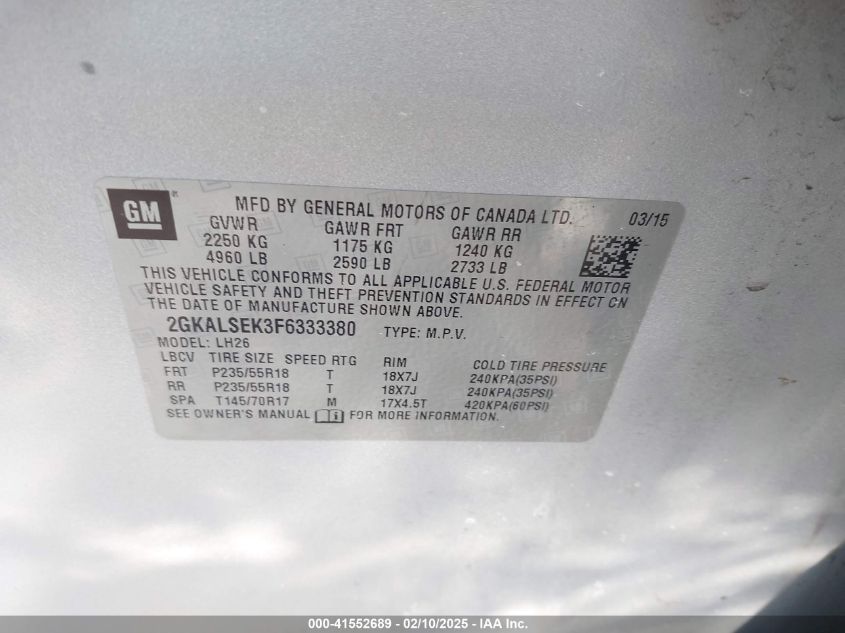 GM
MFD BY GENERAL MOTORS OF CANADA LTD. 03/15
GVWR GAWR FRT GAWR RR
2250 KG 1175 KG 1240 KG
4960 LB 2590 LB 2733 LB
THIS VEHICLE CONFORMS TO ALL APPLICABLE U.S. FEDERAL MOTOR
VEHICLE SAFETY AND THEFT PREVENTION STANDARDS IN EFFECT ON
THE DATE OF MANUFACTURE SHOWN ABOVE.
2GKALSEK3F6333380 TYPE: M.P.V.
MODEL: LH26
LBCV TIRE SIZE SPEED RTG RIM COLD TIRE PRESSURE
FRT P235/55R18 T 18X7J 240KPA(35PSI)
RR P235/55R18 T 18X7J 240KPA(35PSI)
SPA T145/70R17 M 17X4.5T 420KPA(60PSI)
SEE OWNER'S MANUAL FOR MORE INFORMATION.
000-41552689 - 02/10/2025 - IAA Inc.